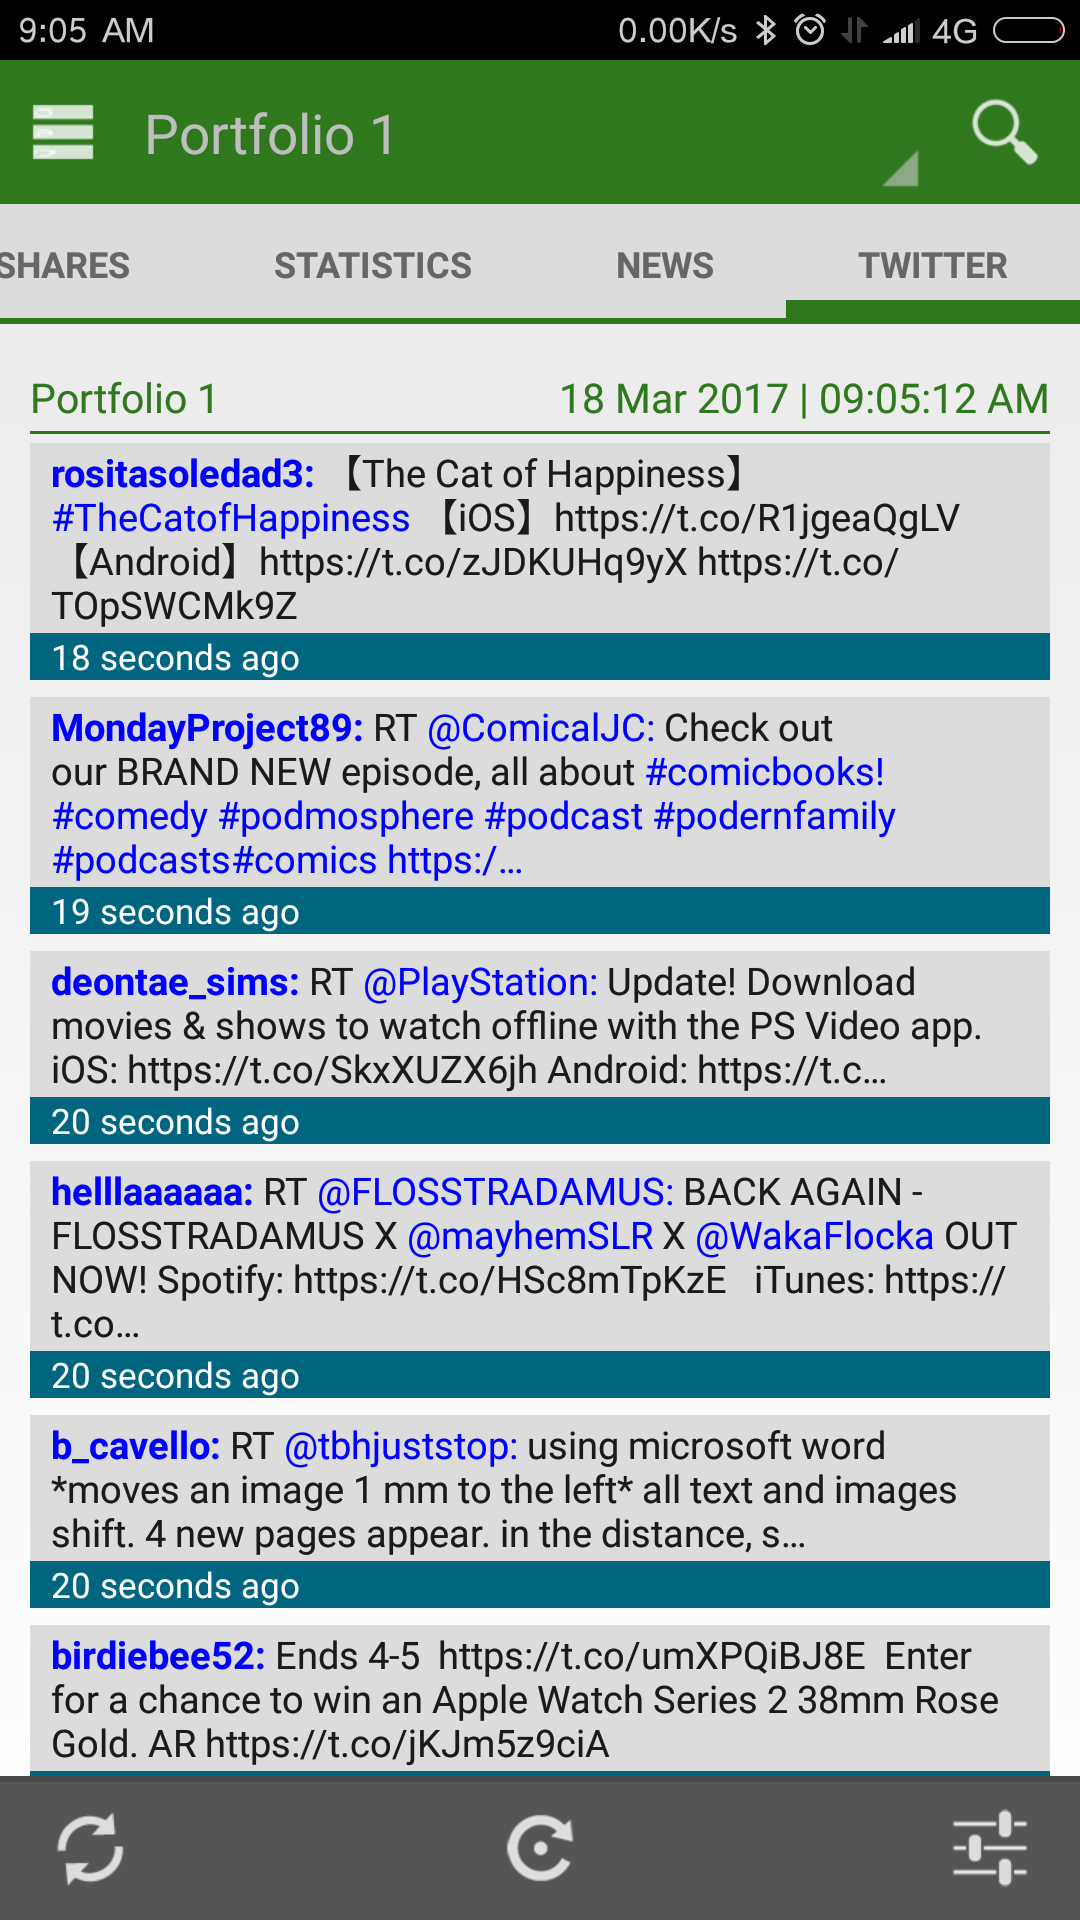 9:05 AM 0.00K/s 4G
Portfolio 1
SHARES STATISTICS NEWS TWITTER
Portfolio 1 18 Mar 2017 | 09:05:12 AM
rositasoledad3: 【The Cat of Happiness】
#TheCatofHappiness 【iOS】https://t.co/R1jgeaQgLV
【Android】https://t.co/zJDKUHq9yX https://t.co/
TOpSWCMk9Z
18 seconds ago
MondayProject89: RT @ComicalJC: Check out
our BRAND NEW episode, all about #comicbooks!
#comedy #podmosphere #podcast #podernfamily
#podcasts#comics https:/…
19 seconds ago
deontae_sims: RT @PlayStation: Update! Download
movies & shows to watch offline with the PS Video app.
iOS: https://t.co/SkxXUZX6jh Android: https://t.c…
20 seconds ago
helllaaaaaa: RT @FLOSSTRADAMUS: BACK AGAIN -
FLOSSTRADAMUS X @mayhemSLR X @WakaFlocka OUT
NOW! Spotify: https://t.co/HSc8mTpKzE iTunes: https://
t.co…
20 seconds ago
b_cavello: RT @tbhjuststop: using microsoft word
*moves an image 1 mm to the left* all text and images
shift. 4 new pages appear. in the distance, s…
20 seconds ago
birdiebee52: Ends 4-5 https://t.co/umXPQiBJ8E Enter
for a chance to win an Apple Watch Series 2 38mm Rose
Gold. AR https://t.co/jKJm5z9ciA